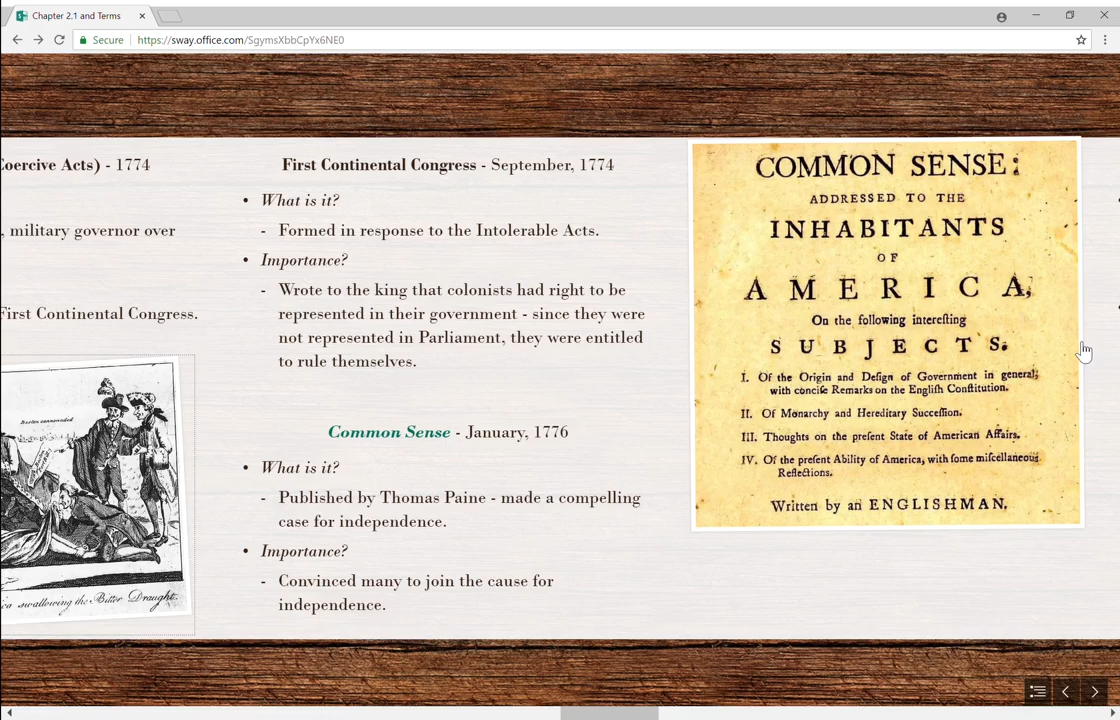 Chapter 2.1 and Terms
Secure
https://sway.office.com/SgymsXbbCpYx6NE0
Coercive Acts) - 1774
, military governor over
First Continental Congress.
Boston cannonaded
ica swallowing the Bitter Draught.
First Continental Congress - September, 1774
• What is it?
- Formed in response to the Intolerable Acts.
• Importance?
- Wrote to the king that colonists had right to be
represented in their government - since they were
not represented in Parliament, they were entitled
to rule themselves.
Common Sense - January, 1776
• What is it?
- Published by Thomas Paine - made a compelling
case for independence.
• Importance?
- Convinced many to join the cause for
independence.
COMMON SENSE:
ADDRESSED TO THE
INHABITANTS
OF
AMERICA,
On the following intereſting
SUBJECTS.
I. Of the Origin and Deſign of Government in general;
with conciſe Remarks on the Engliſh Conſtitution.
II. Of Monarchy and Hereditary Succeſſion.
III. Thoughts on the preſent State of American Affairs.
IV. Of the preſent Ability of America, with ſome miſcellaneous
Reflections.
Written by an ENGLISHMAN.